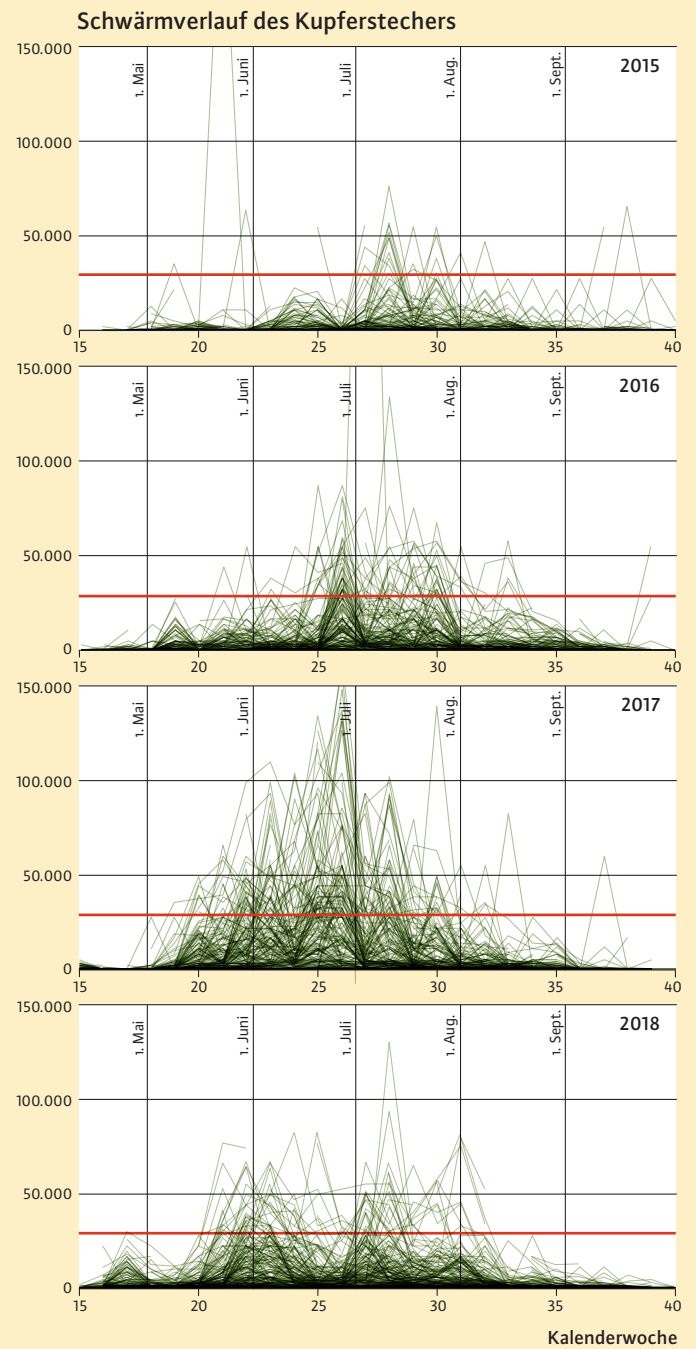 Schwärmverlauf des Kupferstechers
150.000
100.000
50.000
0
1. Mai
1. Juni
1. Juli
1. Aug.
1. Sept.
2015
15 20 25 30 35 40
150.000
100.000
50.000
0
1. Mai
1. Juni
1. Juli
1. Aug.
1. Sept.
2016
15 20 25 30 35 40
150.000
100.000
50.000
0
1. Mai
1. Juni
1. Juli
1. Aug.
1. Sept.
2017
15 20 25 30 35 40
150.000
100.000
50.000
0
1. Mai
1. Juni
1. Juli
1. Aug.
1. Sept.
2018
15 20 25 30 35 40
Kalenderwoche